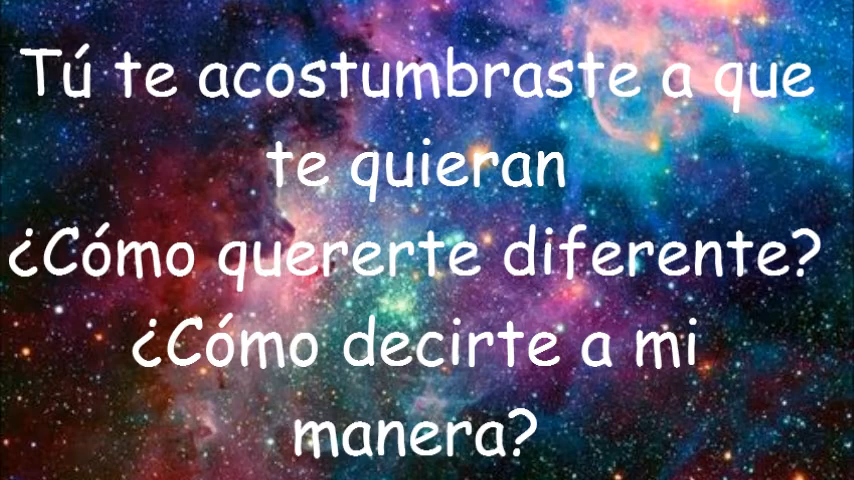 Tú te acostumbraste a que
te quieran
¿Cómo quererte diferente?
¿Cómo decirte a mi
manera?